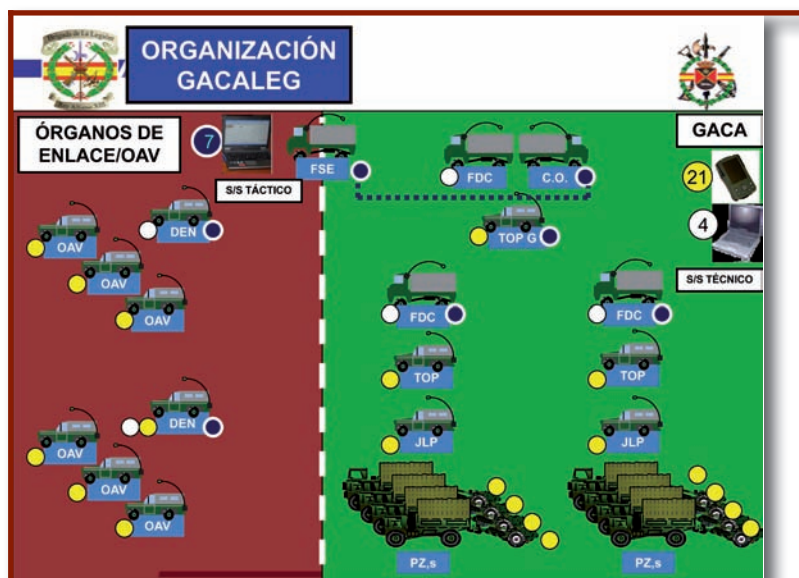 ORGANIZACIÓN
GACALEG
ÓRGANOS DE
ENLACE/OAV
7
S/S TÁCTICO
FSE
FDC
C.O.
GACA
21
4
S/S TÉCNICO
TOP G
OAV
DEN
OAV
OAV
FDC
FDC
TOP
TOP
DEN
OAV
OAV
OAV
JLP
JLP
PZ,s
PZ,s